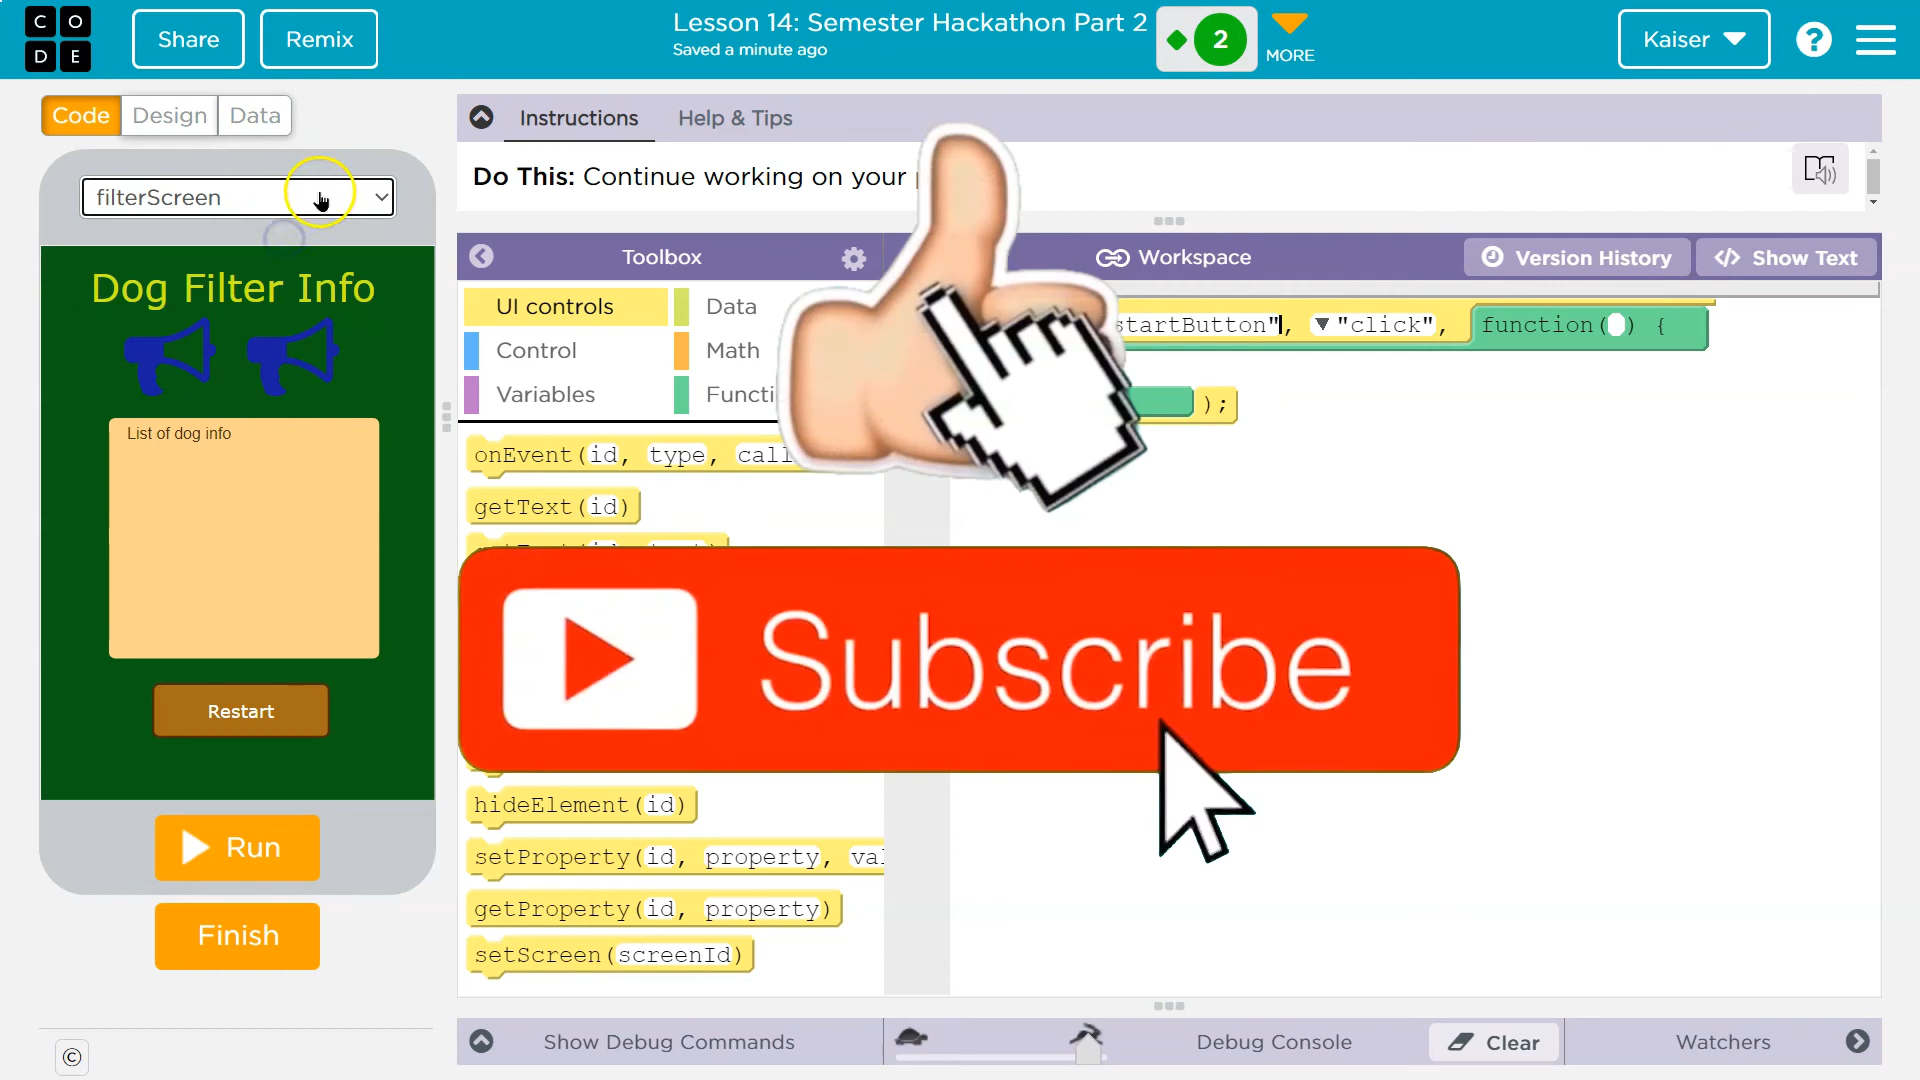 C O D E
Share
Remix
Lesson 14: Semester Hackathon Part 2
Saved a minute ago
2
MORE
Kaiser
?
Code
Design
Data
Instructions
Help & Tips
filterScreen
Do This: Continue working on your
Toolbox
Workspace
Version History
Show Text
Dog Filter Info
UI controls
Data
startButton", "click", function( ) {
Control
Math
Variables
Functi
);
List of dog info
onEvent(id, type, call
getText(id)
Subscribe
Restart
hideElement(id)
Run
setProperty(id, property, val
getProperty(id, property)
Finish
setScreen(screenId)
Show Debug Commands
Debug Console
Clear
Watchers
©